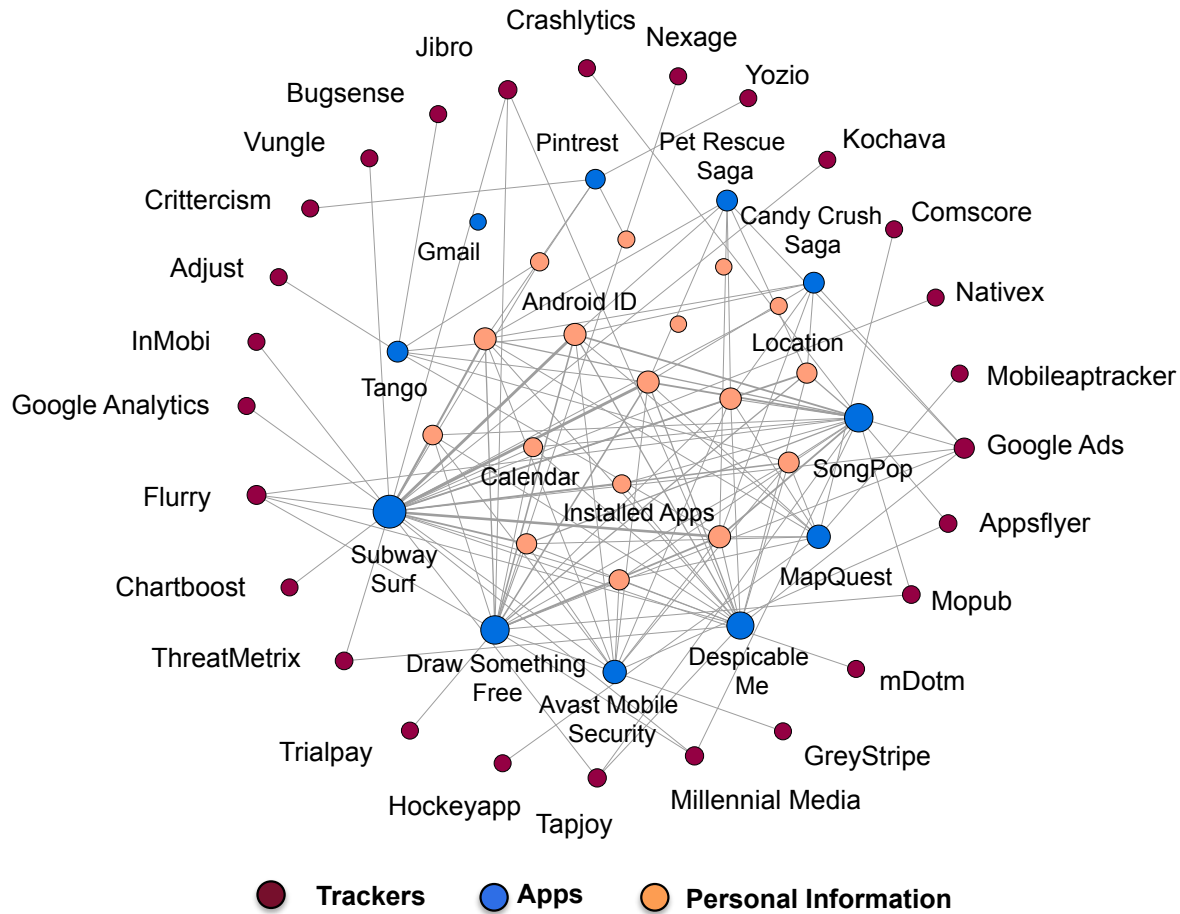 Crashlytics
Nexage
Jibro
Yozio
Bugsense
Vungle
Pintrest
Pet Rescue
Saga
Kochava
Crittercism
Candy Crush
Saga
Comscore
Gmail
Adjust
Android ID
Nativex
InMobi
Location
Tango
Mobileaptracker
Google Analytics
Google Ads
Calendar
SongPop
Flurry
Installed Apps
Appsflyer
Subway
Surf
MapQuest
Chartboost
Mopub
ThreatMetrix
Draw Something
Free
Despicable
Me
mDotm
Avast Mobile
Security
Trialpay
GreyStripe
Hockeyapp
Millennial Media
Tapjoy
Trackers
Apps
Personal Information